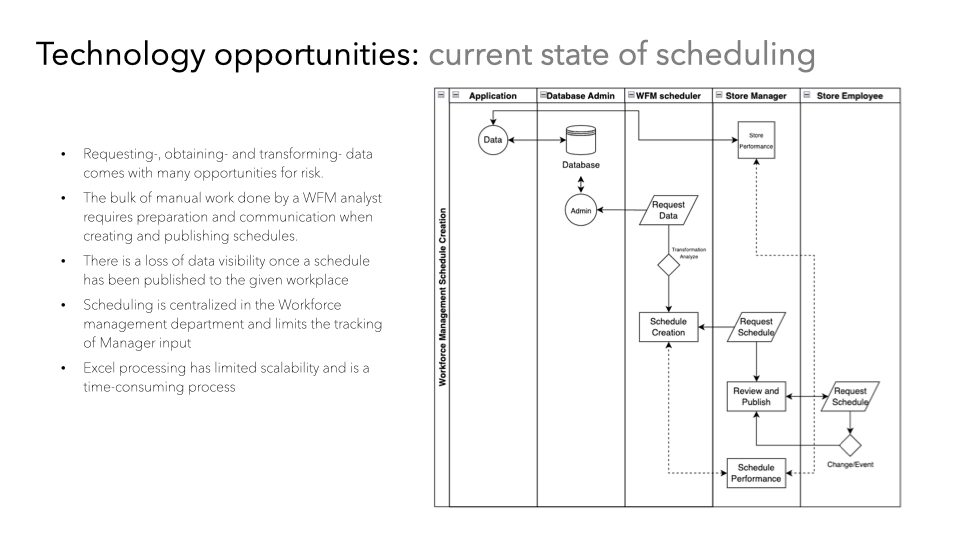 Technology opportunities: current state of scheduling
• Requesting-, obtaining- and transforming- data
comes with many opportunities for risk.
• The bulk of manual work done by a WFM analyst
requires preparation and communication when
creating and publishing schedules.
• There is a loss of data visibility once a schedule
has been published to the given workplace
• Scheduling is centralized in the Workforce
management department and limits the tracking
of Manager input
• Excel processing has limited scalability and is a
time-consuming process
Workforce Management Schedule Creation
Application
Database Admin
WFM scheduler
Store Manager
Store Employee
Data
Database
Store
Performance
Admin
Request
Data
Transformation
Analyze
Schedule
Creation
Request
Schedule
Review and
Publish
Request
Schedule
Change/Event
Schedule
Performance